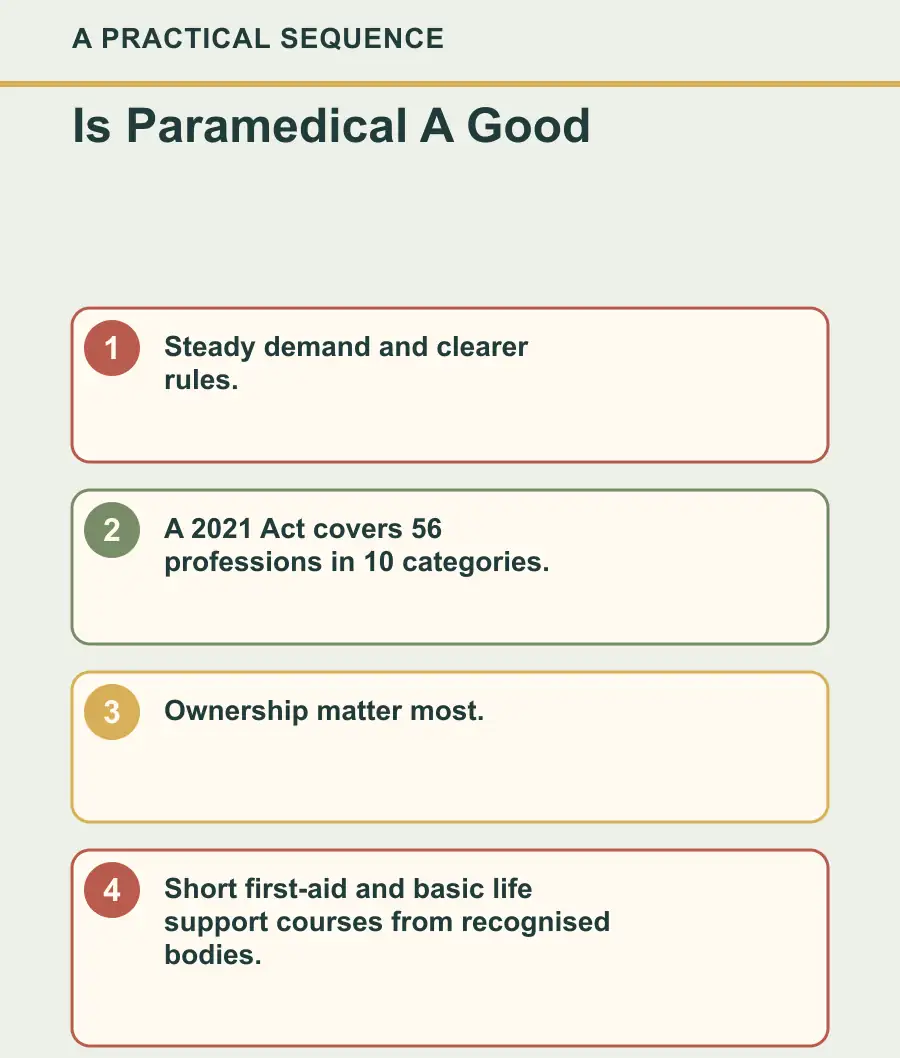 A PRACTICAL SEQUENCE
Is Paramedical A Good
1
Steady demand and clearer
rules.
2
A 2021 Act covers 56
professions in 10 categories.
3
Ownership matter most.
4
Short first-aid and basic life
support courses from recognised
bodies.